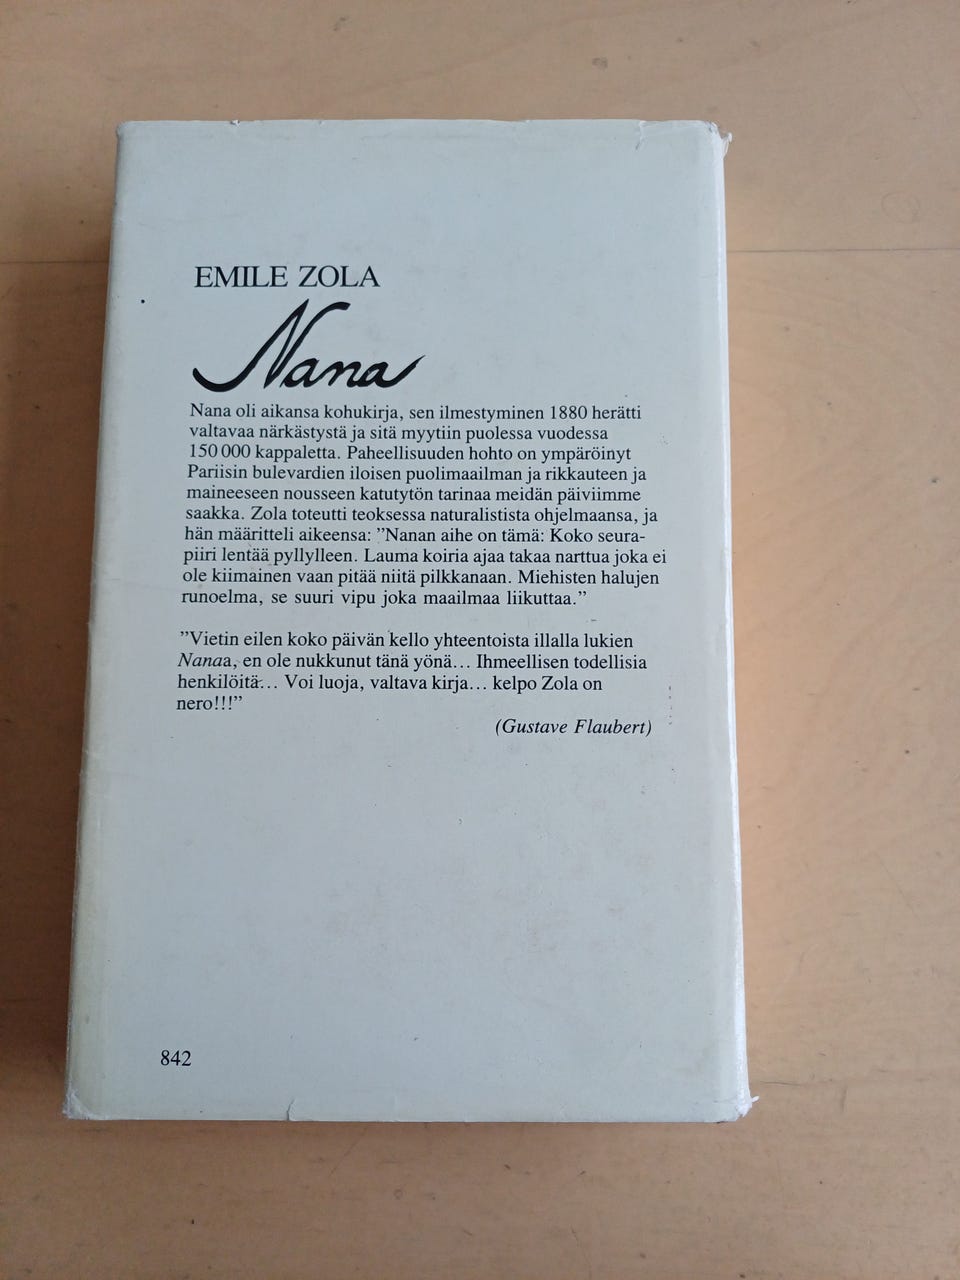 EMILE ZOLA
Nana
Nana oli aikansa kohukirja, sen ilmestyminen 1880 herätti
valtavaa närkästystä ja sitä myytiin puolessa vuodessa
150 000 kappaletta. Paheellisuuden hohto on ympäröinyt
Pariisin bulevardien iloisen puolimaailman ja rikkauteen ja
maineeseen nousseen katutytön tarinaa meidän päiviimme
saakka. Zola toteutti teoksessa naturalistista ohjelmaansa, ja
hän määritteli aikeensa: ”Nanan aihe on tämä: Koko seura-
piiri lentää pyllylleen. Lauma koiria ajaa takaa narttua joka ei
ole kiimainen vaan pitää niitä pilkkanaan. Miehisten halujen
runoelma, se suuri vipu joka maailmaa liikuttaa.”
”Vietin eilen koko päivän kello yhteentoista illalla lukien
Nanaa, en ole nukkunut tänä yönä... Ihmeellisen todellisia
henkilöitä... Voi luoja, valtava kirja... kelpo Zola on
nero!!!”
(Gustave Flaubert)
842